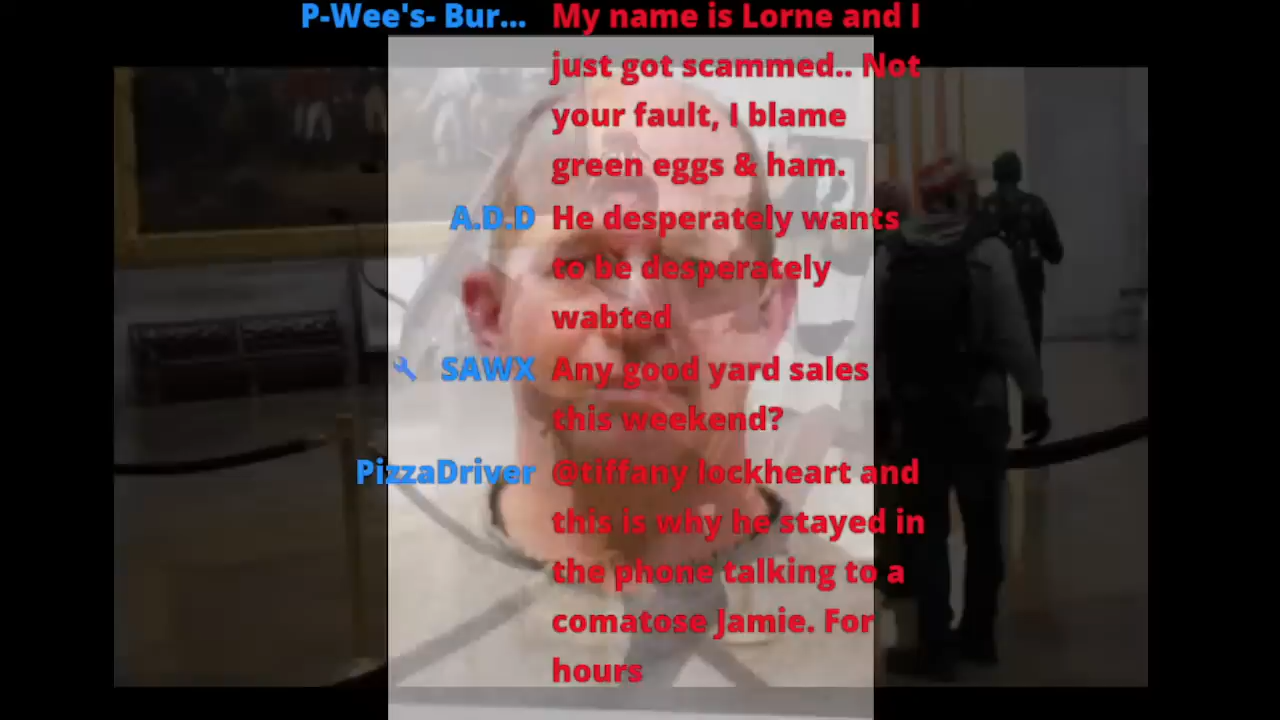 P-Wee's- Bur... My name is Lorne and I
just got scammed.. Not
your fault, I blame
green eggs & ham.
A.D.D He desperately wants
to be desperately
wabted
SAWX Any good yard sales
this weekend?
PizzaDriver @tiffany lockheart and
this is why he stayed in
the phone talking to a
comatose Jamie. For
hours